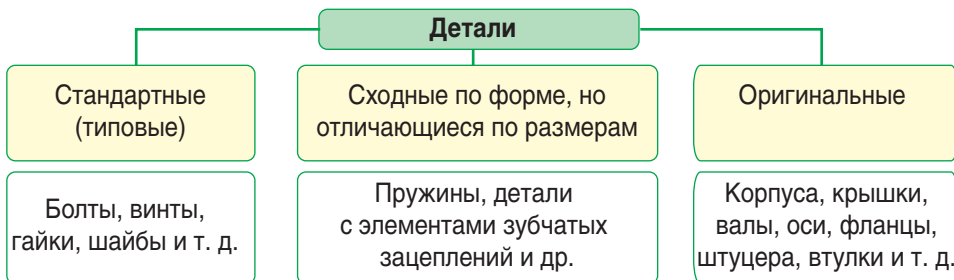 Детали
Стандартные
(типовые)
Сходные по форме, но
отличающиеся по размерам
Оригинальные
Болты, винты,
гайки, шайбы и т. д.
Пружины, детали
с элементами зубчатых
зацеплений и др.
Корпуса, крышки,
валы, оси, фланцы,
штуцера, втулки и т. д.